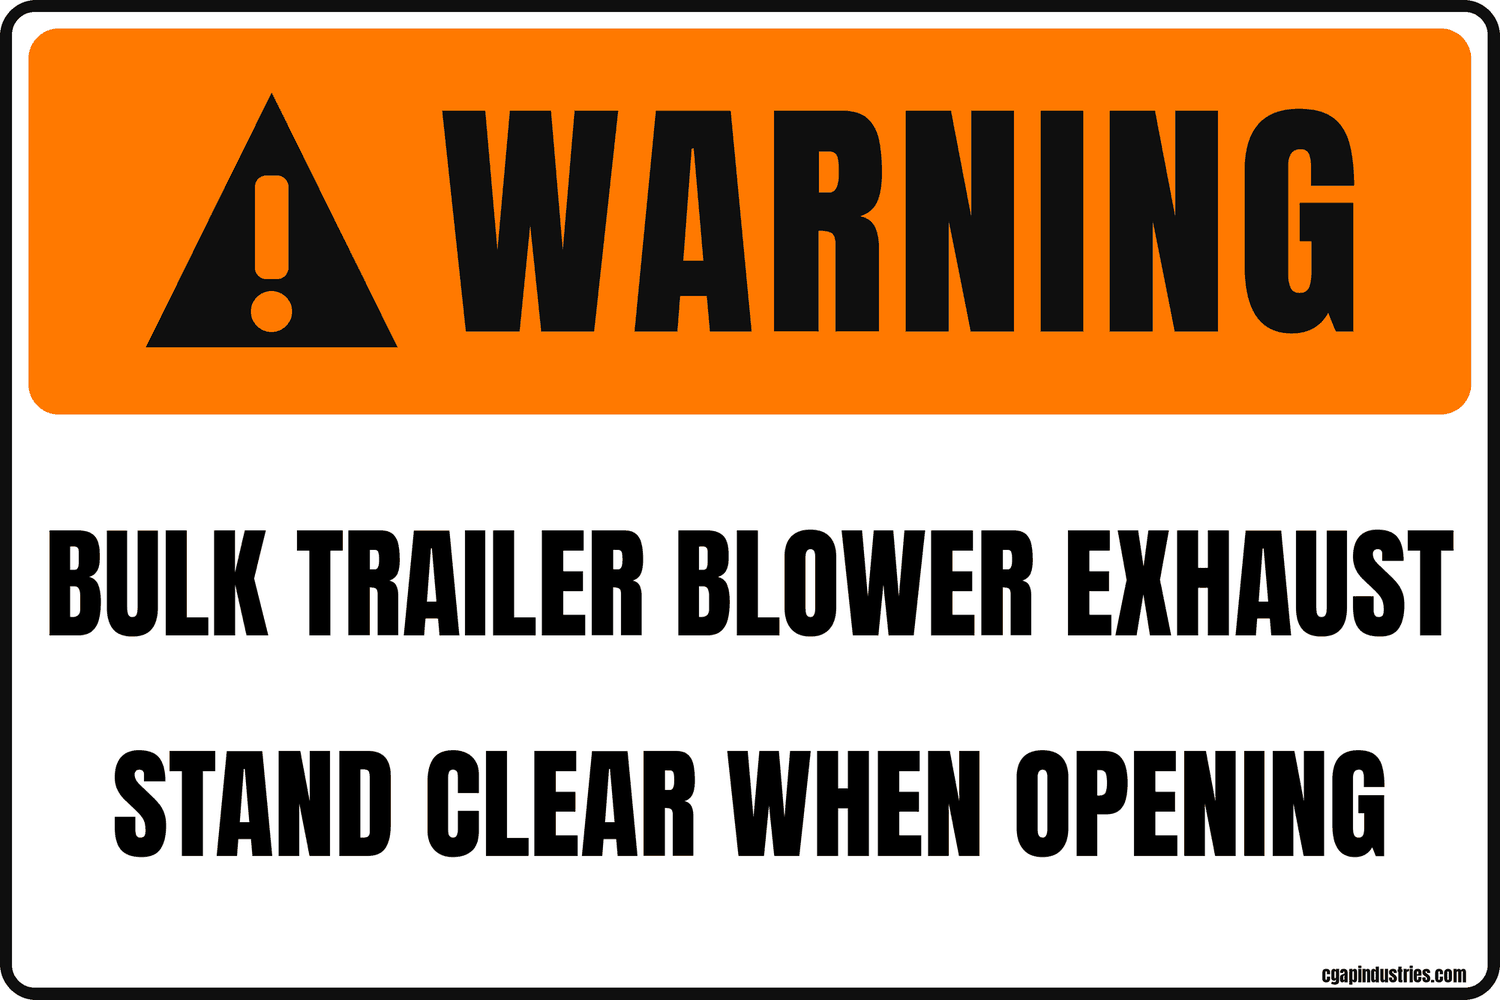 WARNING
BULK TRAILER BLOWER EXHAUST
STAND CLEAR WHEN OPENING
cgapindustries.com